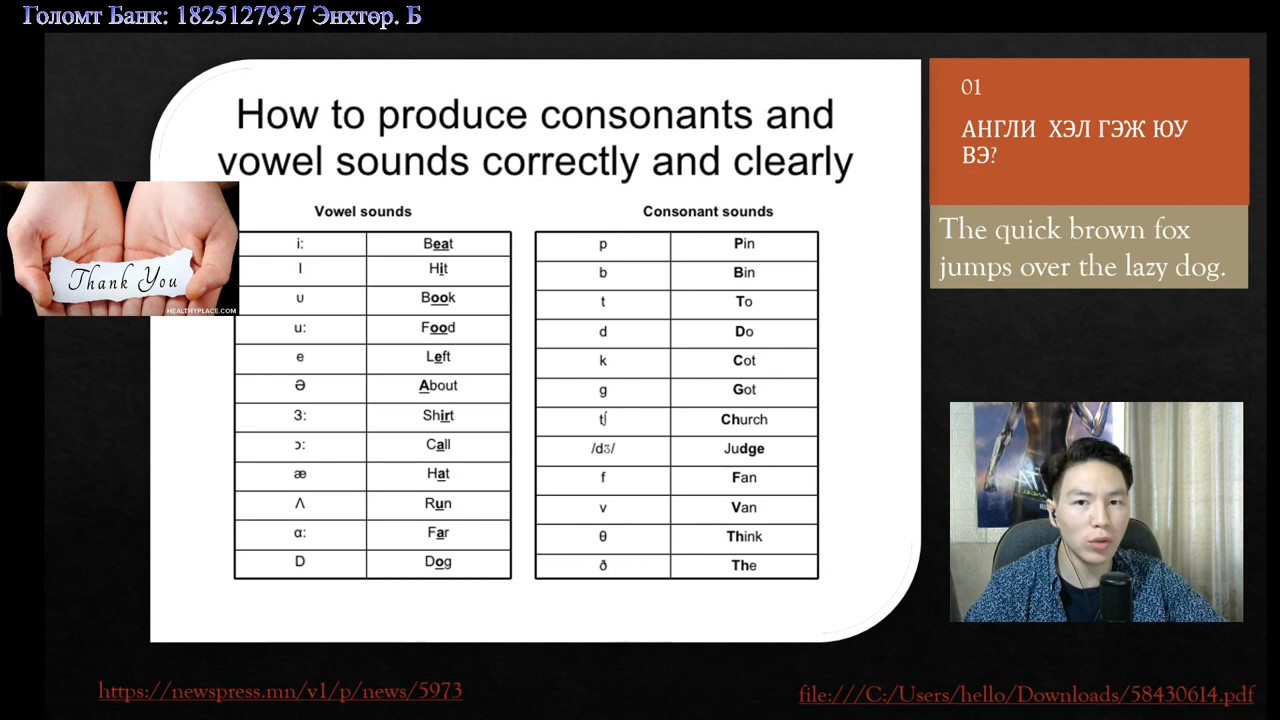 Голомт Банк: 1825127937 Энхтөр. Б
How to produce consonants and
vowel sounds correctly and clearly
Vowel sounds
i: Beat
I Hit
ʊ Book
u: Food
e Left
Ə About
3: Shirt
ɔ: Call
æ Hat
Λ Run
ɑ: Far
D Dog
Consonant sounds
p Pin
b Bin
t To
d Do
k Cot
g Got
tʃ Church
/dʒ/ Judge
f Fan
v Van
θ Think
ð The
Thank You
HEALTHYPLACE.COM
01
АНГЛИ ХЭЛ ГЭЖ ЮУ
ВЭ?
The quick brown fox
jumps over the lazy dog.
https://newspress.mn/v1/p/news/5973
file:///C:/Users/hello/Downloads/58430614.pdf